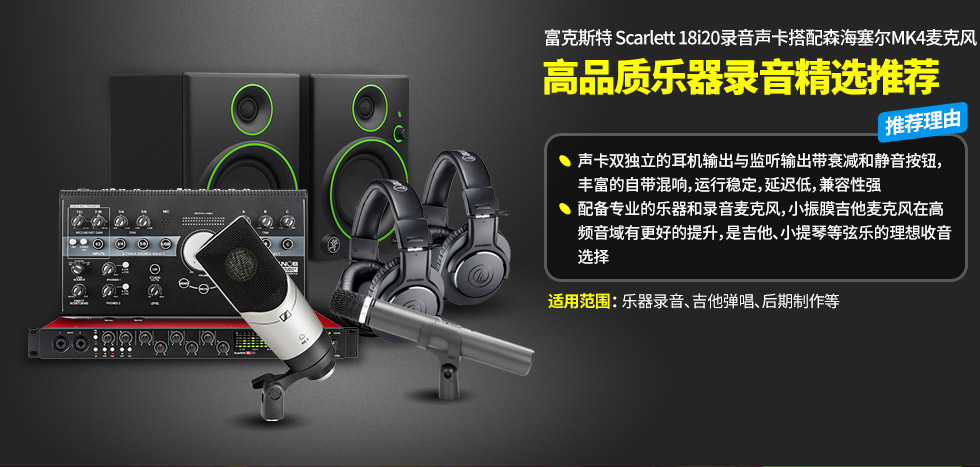 富克斯特 Scarlett 18i20录音声卡搭配森海塞尔MK4麦克风
高品质乐器录音精选推荐
推荐理由
声卡双独立的耳机输出与监听输出带衰减和静音按钮，
丰富的自带混响，运行稳定，延迟低，兼容性强
配备专业的乐器和录音麦克风，小振膜吉他麦克风在高
频音域有更好的提升，是吉他、小提琴等弦乐的理想收音
选择
适用范围：乐器录音、吉他弹唱、后期制作等